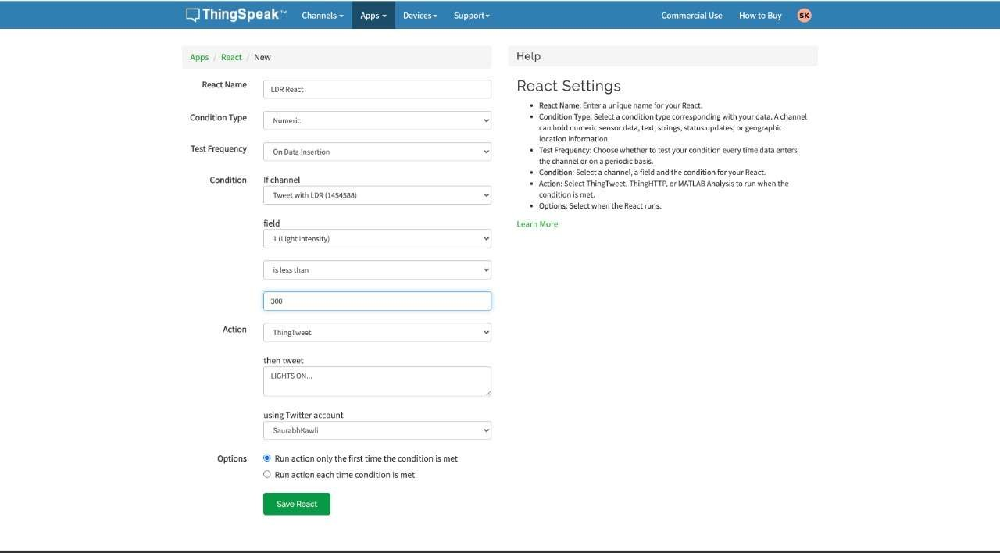 ThingSpeak™ Channels Apps Devices Support Commercial Use How to Buy SK
Apps / React / New
React Name LDR React
Condition Type Numeric
Test Frequency On Data Insertion
Condition If channel
Tweet with LDR (1454588)
field
1 (Light Intensity)
is less than
300
Action ThingTweet
then tweet
LIGHTS ON...
using Twitter account
SaurabhKawli
Options Run action only the first time the condition is met
Run action each time condition is met
Save React
Help
React Settings
• React Name: Enter a unique name for your React.
• Condition Type: Select a condition type corresponding with your data. A channel
can hold numeric sensor data, text, strings, status updates, or geographic
location information.
• Test Frequency: Choose whether to test your condition every time data enters
the channel or on a periodic basis.
• Condition: Select a channel, a field and the condition for your React.
• Action: Select ThingTweet, ThingHTTP, or MATLAB Analysis to run when the
condition is met.
• Options: Select when the React runs.
Learn More